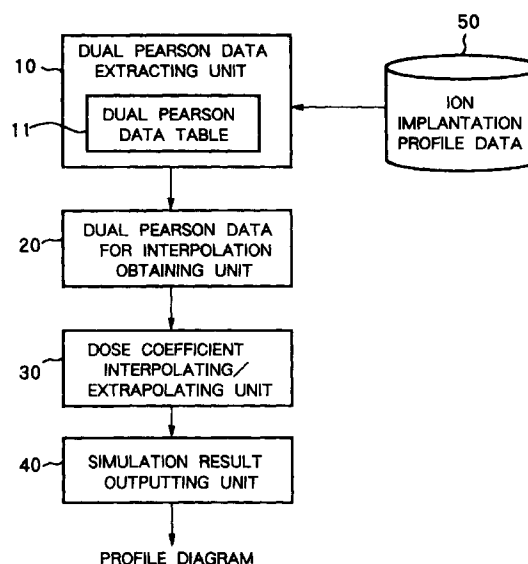 50
10
DUAL PEARSON DATA
EXTRACTING UNIT
11
DUAL PEARSON
DATA TABLE
ION
IMPLANTATION
PROFILE DATA
20
DUAL PEARSON DATA
FOR INTERPOLATION
OBTAINING UNIT
30
DOSE COEFFICIENT
INTERPOLATING/
EXTRAPOLATING UNIT
40
SIMULATION RESULT
OUTPUTTING UNIT
PROFILE DIAGRAM